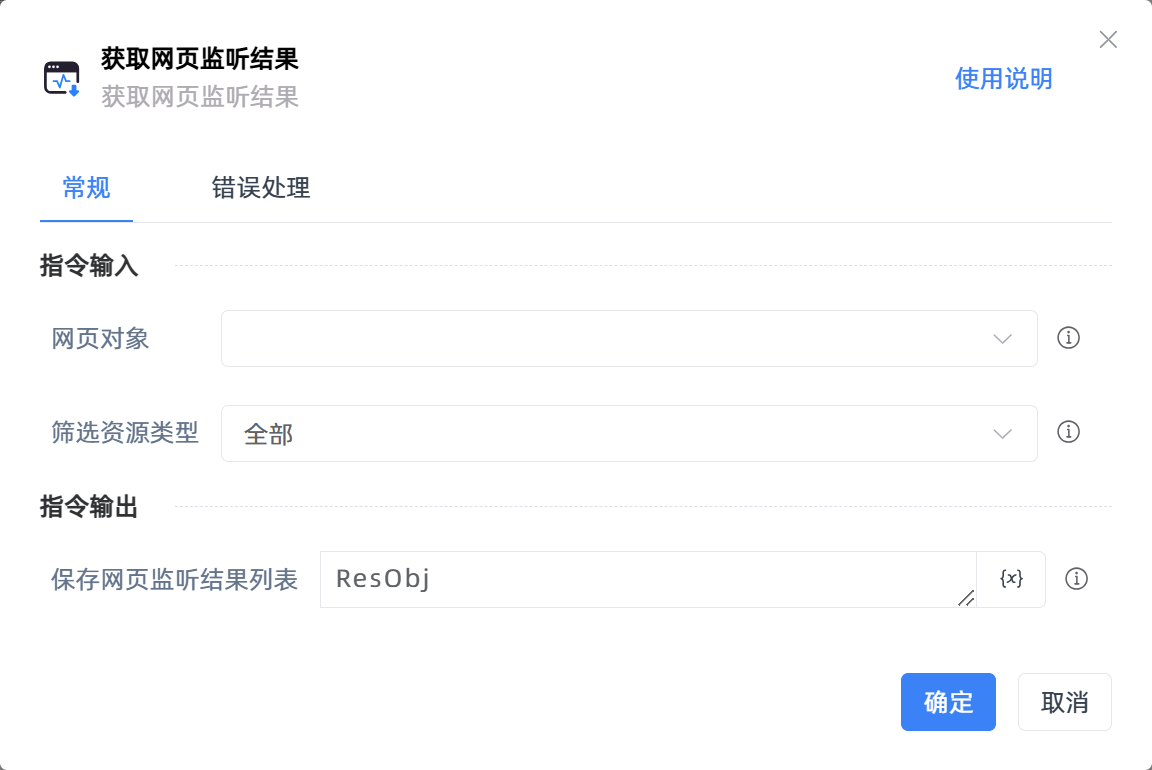 获取网页监听结果
获取网页监听结果
使用说明
常规
错误处理
指令输入
网页对象
筛选资源类型
全部
指令输出
保存网页监听结果列表
ResObj
{x}
确定
取消